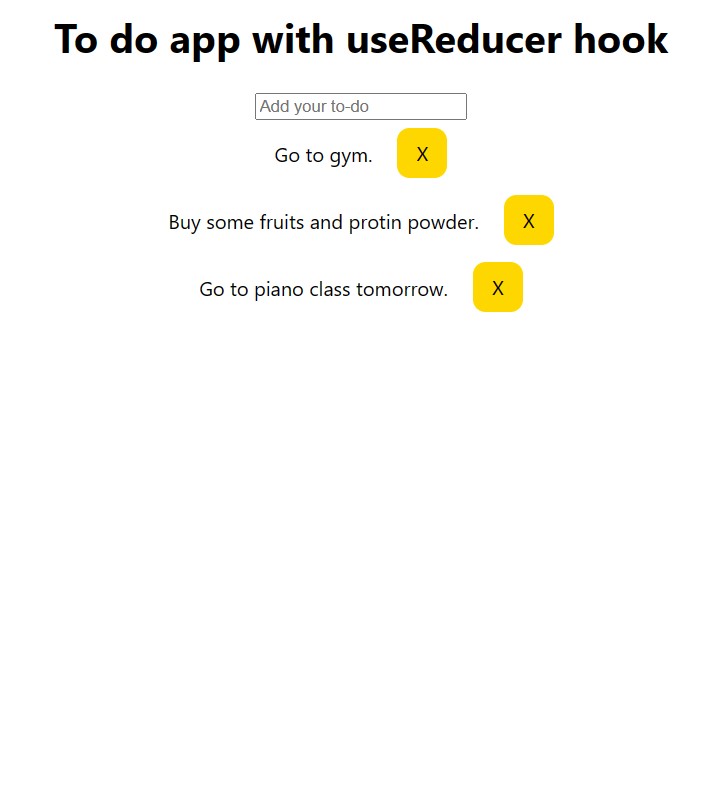 To do app with useReducer hook
Add your to-do
Go to gym. X
Buy some fruits and protin powder. X
Go to piano class tomorrow. X